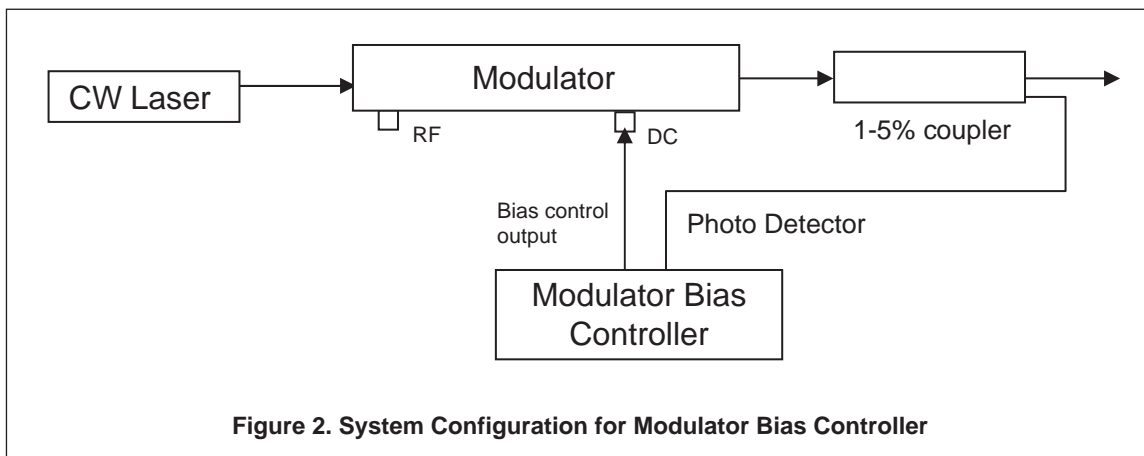 CW Laser
Modulator
RF
DC
1-5% coupler
Bias control
output
Photo Detector
Modulator Bias
Controller
Figure 2. System Configuration for Modulator Bias Controller